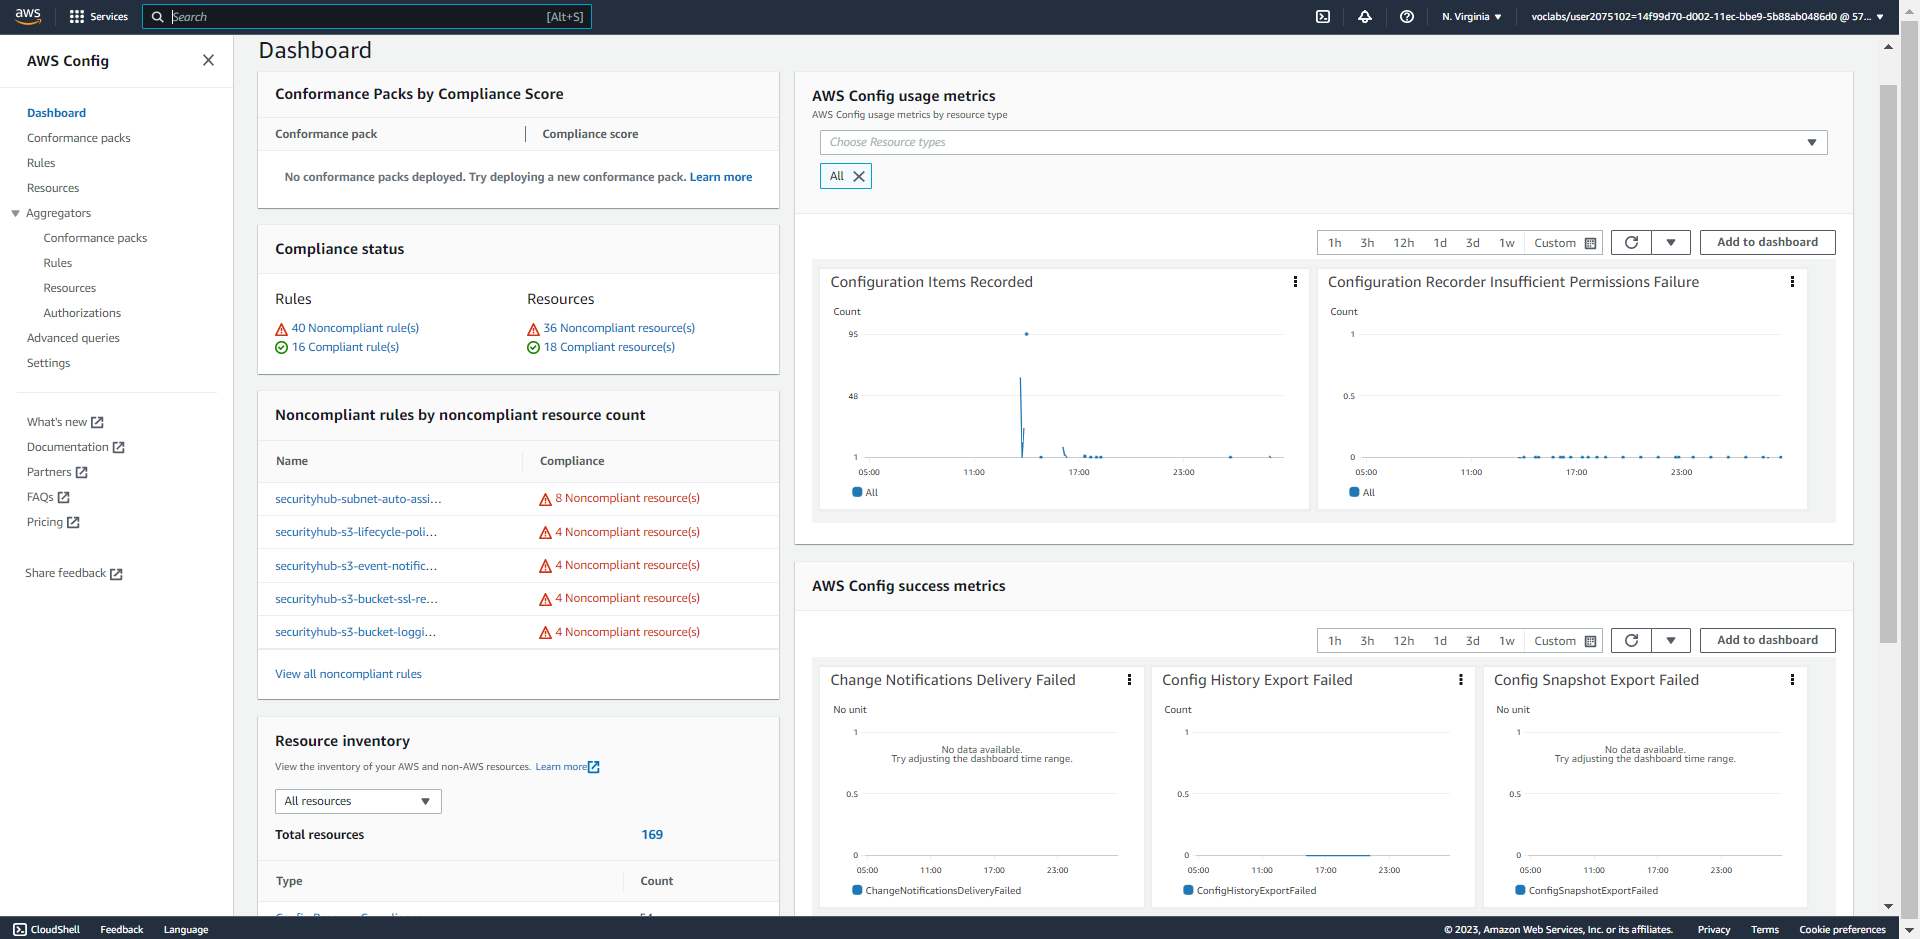 aws
Services
Search
[Alt+S]
N. Virginia
voclabs/user2075102=14f99d70-d002-11ec-bbe9-5b88ab0486d0 @ 57...
AWS Config
Dashboard
Conformance packs
Rules
Resources
Aggregators
Conformance packs
Rules
Resources
Authorizations
Advanced queries
Settings
What's new
Documentation
Partners
FAQs
Pricing
Share feedback
Dashboard
Conformance Packs by Compliance Score
Conformance pack
Compliance score
No conformance packs deployed. Try deploying a new conformance pack. Learn more
Compliance status
Rules
40 Noncompliant rule(s)
16 Compliant rule(s)
Resources
36 Noncompliant resource(s)
18 Compliant resource(s)
Noncompliant rules by noncompliant resource count
Name
Compliance
securityhub-subnet-auto-assi...
8 Noncompliant resource(s)
securityhub-s3-lifecycle-poli...
4 Noncompliant resource(s)
securityhub-s3-event-notific...
4 Noncompliant resource(s)
securityhub-s3-bucket-ssl-re...
4 Noncompliant resource(s)
securityhub-s3-bucket-loggi...
4 Noncompliant resource(s)
View all noncompliant rules
Resource inventory
View the inventory of your AWS and non-AWS resources. Learn more
All resources
Total resources
169
Type
Count
AWS Config usage metrics
AWS Config usage metrics by resource type
Choose Resource types
All
1h 3h 12h 1d 3d 1w Custom
Add to dashboard
Configuration Items Recorded
Count
95
48
1
05:00 11:00 17:00 23:00
All
Configuration Recorder Insufficient Permissions Failure
Count
1
0.5
0
05:00 11:00 17:00 23:00
All
AWS Config success metrics
1h 3h 12h 1d 3d 1w Custom
Add to dashboard
Change Notifications Delivery Failed
No unit
1
No data available.
Try adjusting the dashboard time range.
0.5
0
05:00 11:00 17:00 23:00
ChangeNotificationsDeliveryFailed
Config History Export Failed
Count
1
0.5
0
05:00 11:00 17:00 23:00
ConfigHistoryExportFailed
Config Snapshot Export Failed
No unit
1
No data available.
Try adjusting the dashboard time range.
0.5
0
05:00 11:00 17:00 23:00
ConfigSnapshotExportFailed
CloudShell
Feedback
Language
© 2023, Amazon Web Services, Inc. or its affiliates.
Privacy
Terms
Cookie preferences